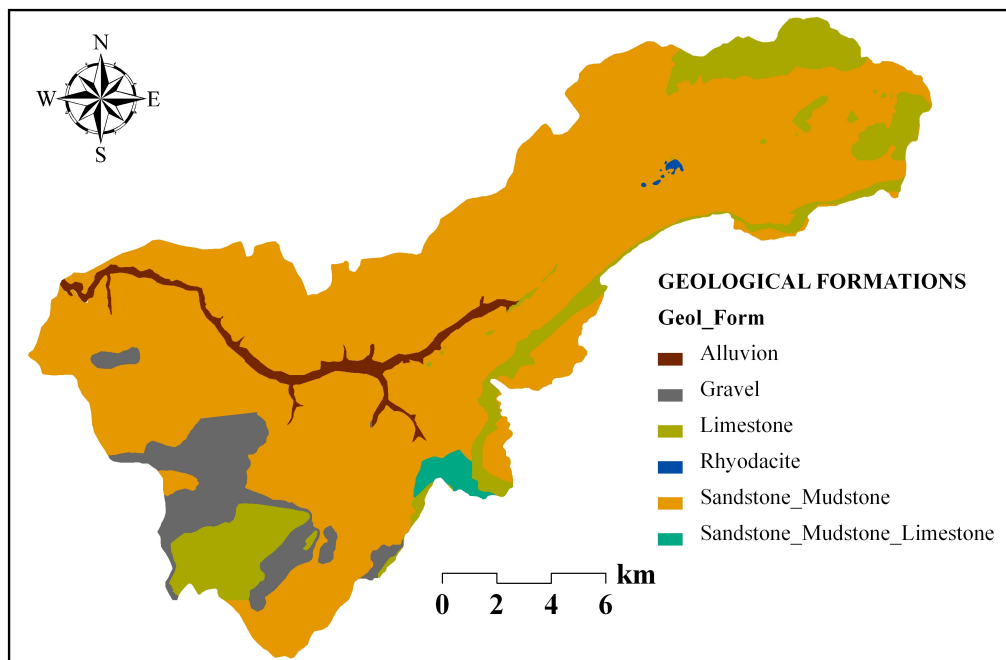 N
W E
S
GEOLOGICAL FORMATIONS
Geol_Form
Alluvion
Gravel
Limestone
Rhyodacite
Sandstone_Mudstone
Sandstone_Mudstone_Limestone
km
0 2 4 6